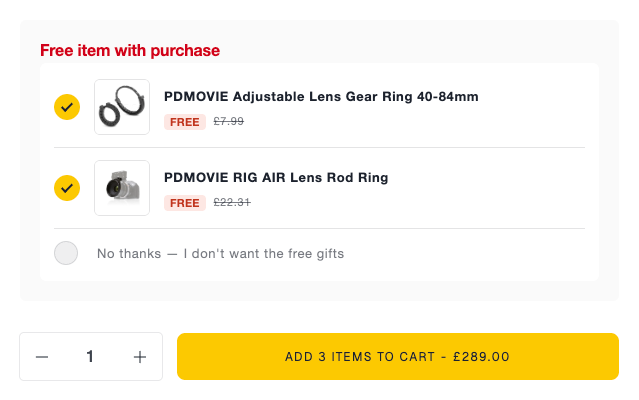 Free item with purchase
PDMOVIE Adjustable Lens Gear Ring 40-84mm
FREE £7.99
PDMOVIE RIG AIR Lens Rod Ring
FREE £22.31
No thanks — I don't want the free gifts
1
ADD 3 ITEMS TO CART - £289.00